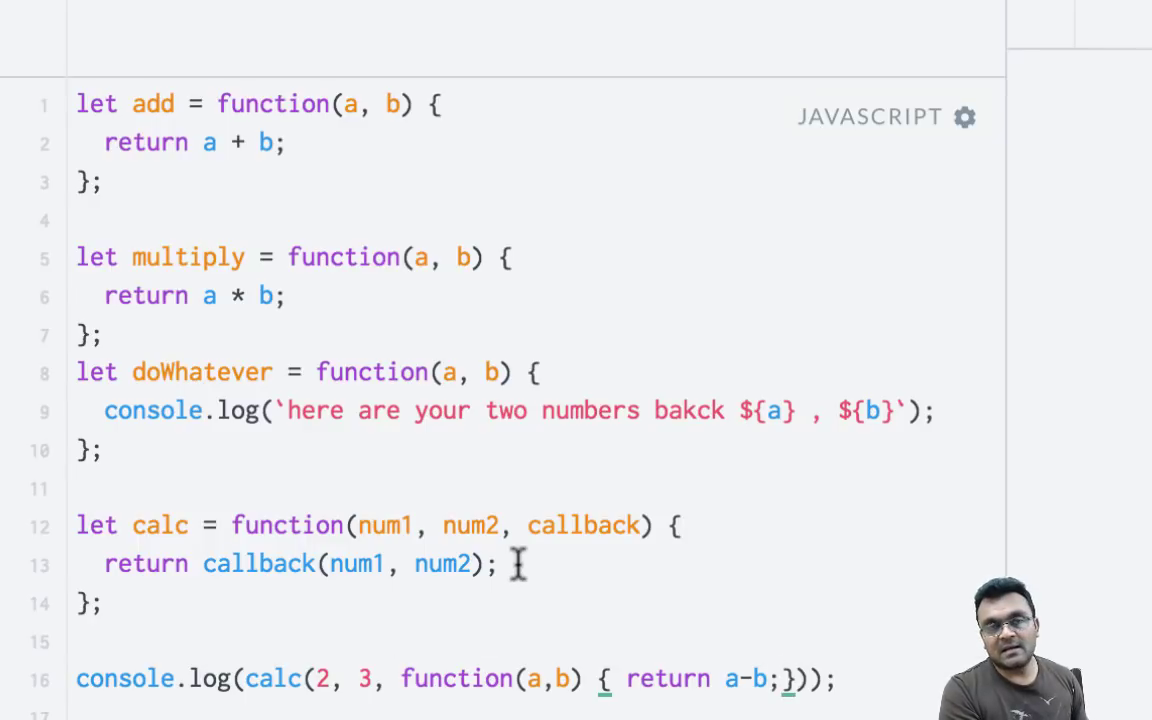 1 let add = function(a, b) {
JAVASCRIPT
2 return a + b;
3 };
4
5 let multiply = function(a, b) {
6 return a * b;
7 };
8 let doWhatever = function(a, b) {
9 console.log(`here are your two numbers bakck ${a} , ${b}`);
10 };
11
12 let calc = function(num1, num2, callback) {
13 return callback(num1, num2);
14 };
15
16 console.log(calc(2, 3, function(a,b) { return a-b;}));
17